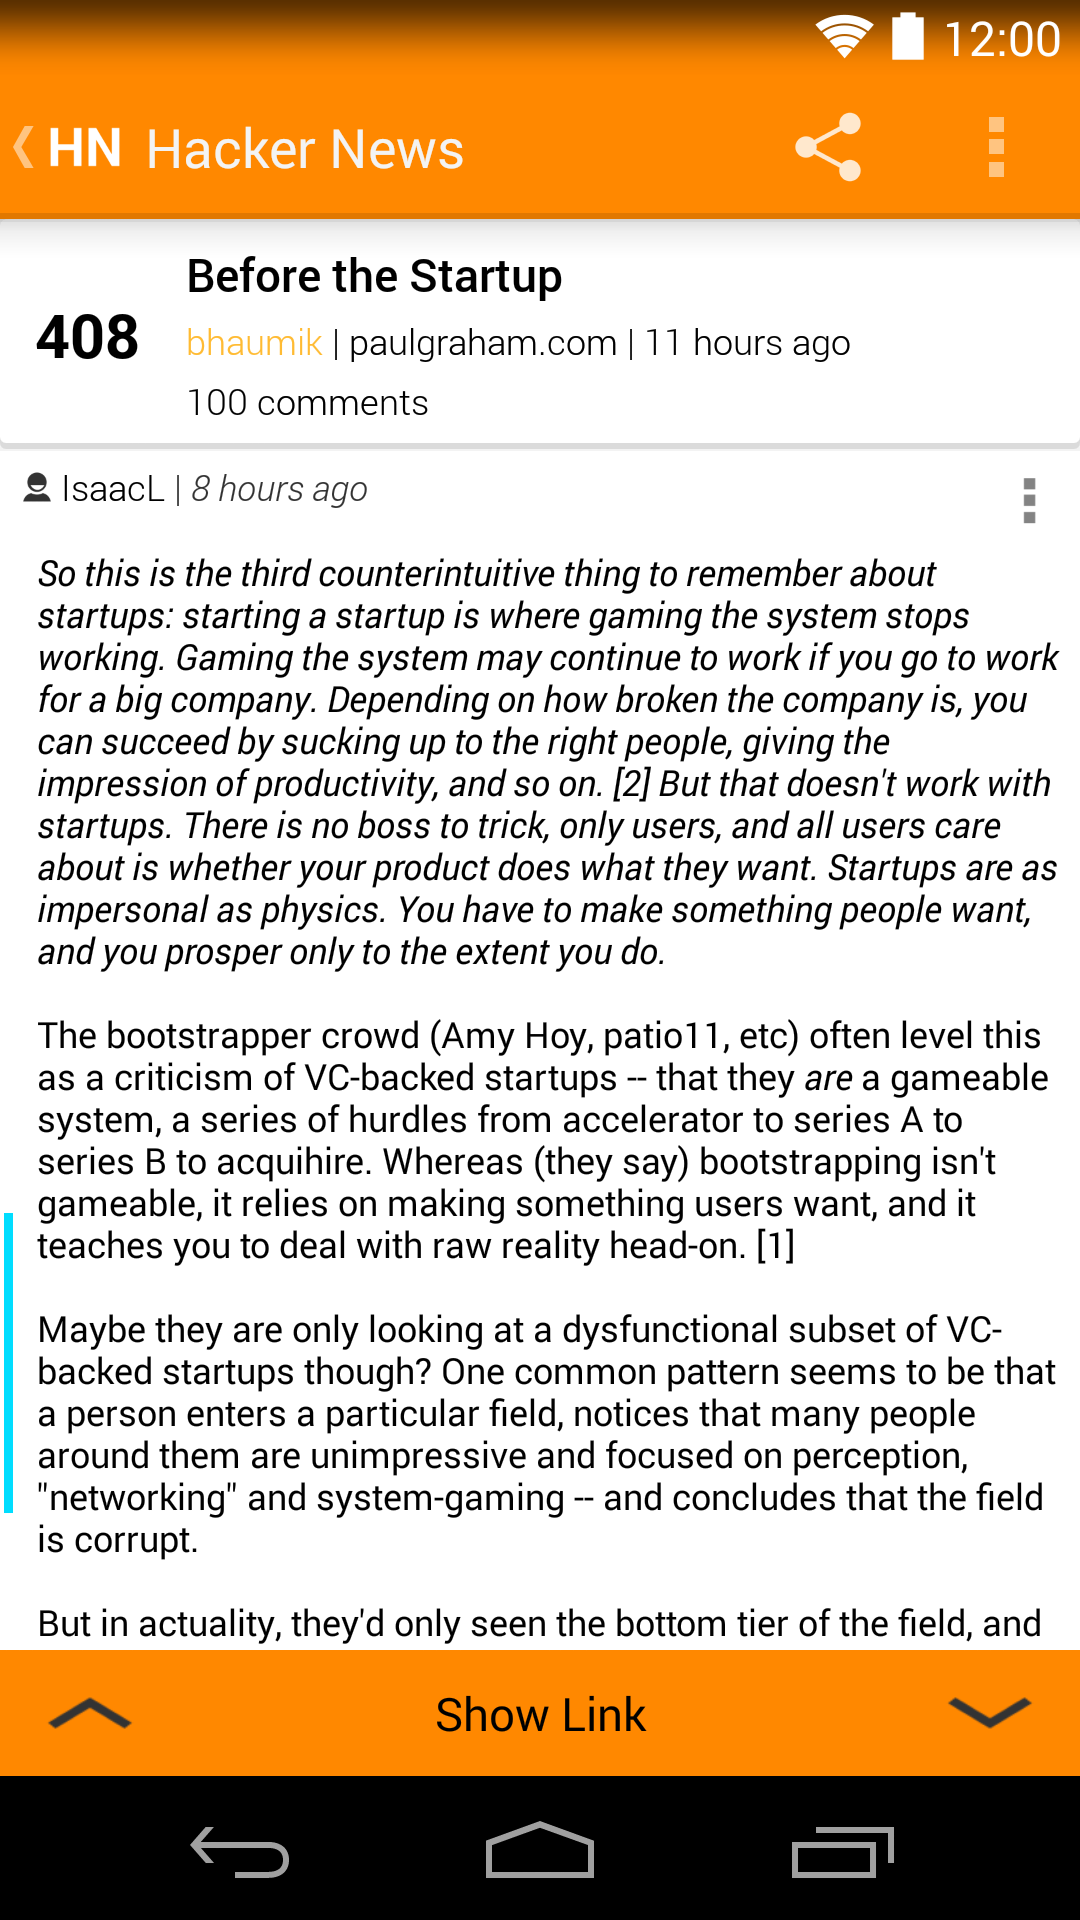 12:00
HN Hacker News
Before the Startup
408
bhaumik | paulgraham.com | 11 hours ago
100 comments
IsaacL | 8 hours ago
So this is the third counterintuitive thing to remember about
startups: starting a startup is where gaming the system stops
working. Gaming the system may continue to work if you go to work
for a big company. Depending on how broken the company is, you
can succeed by sucking up to the right people, giving the
impression of productivity, and so on. [2] But that doesn't work with
startups. There is no boss to trick, only users, and all users care
about is whether your product does what they want. Startups are as
impersonal as physics. You have to make something people want,
and you prosper only to the extent you do.
The bootstrapper crowd (Amy Hoy, patio11, etc) often level this
as a criticism of VC-backed startups -- that they are a gameable
system, a series of hurdles from accelerator to series A to
series B to acquihire. Whereas (they say) bootstrapping isn't
gameable, it relies on making something users want, and it
teaches you to deal with raw reality head-on. [1]
Maybe they are only looking at a dysfunctional subset of VC-
backed startups though? One common pattern seems to be that
a person enters a particular field, notices that many people
around them are unimpressive and focused on perception,
"networking" and system-gaming -- and concludes that the field
is corrupt.
But in actuality, they'd only seen the bottom tier of the field, and
Show Link